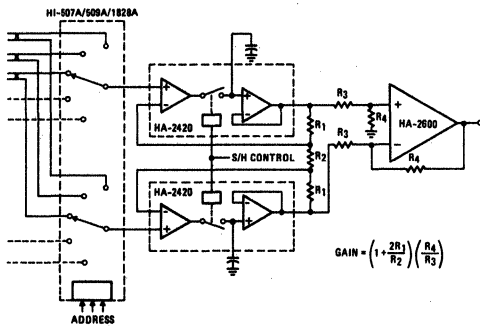 HI-507A/509A/1828A
HA-2420
S/H CONTROL
HA-2420
R1
R2
R1
R3
R3
R4
R4
+
-
HA-2600
+
-
+
-
-
+
+
-
GAIN = (1+ 2R1/R2) (R4/R3)
ADDRESS